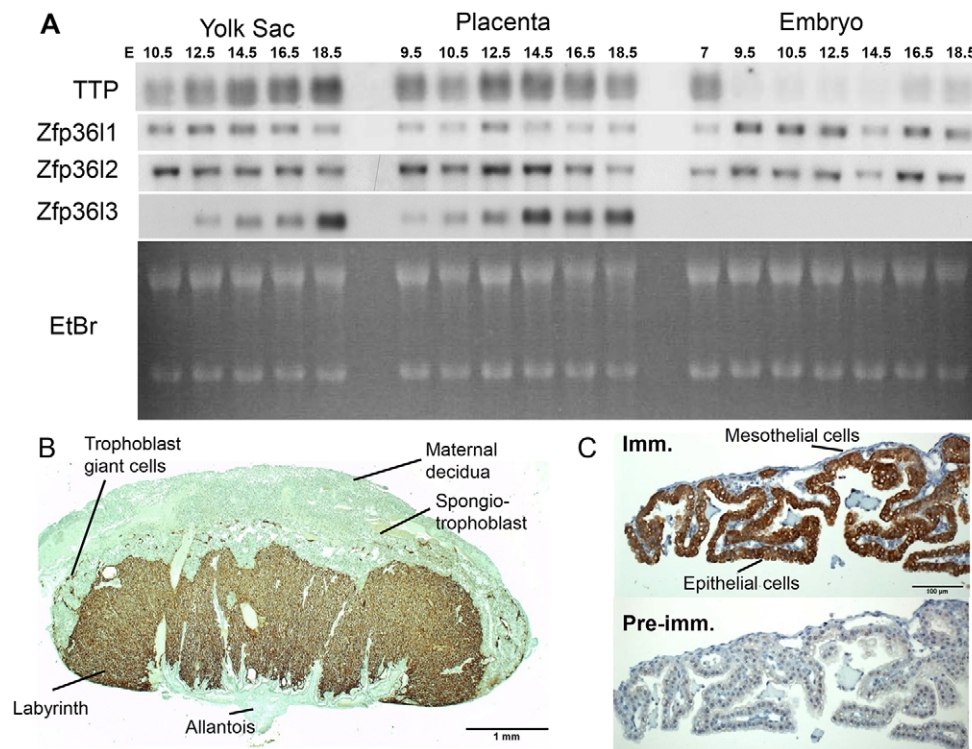 A
Yolk Sac Placenta Embryo
E 10.5 12.5 14.5 16.5 18.5 9.5 10.5 12.5 14.5 16.5 18.5 7 9.5 10.5 12.5 14.5 16.5 18.5
TTP
Zfp36l1
Zfp36l2
Zfp36l3
EtBr
B
Trophoblast
giant cells
Maternal
decidua
Spongio-
trophoblast
Labyrinth
Allantois
1 mm
C
Imm.
Mesothelial cells
Epithelial cells
100 µm
Pre-imm.